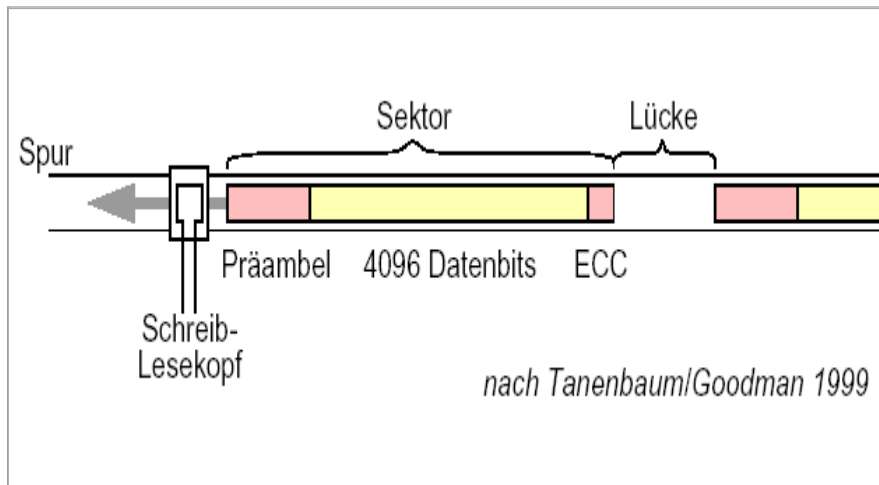 Sektor
Lücke
Spur
Präambel
4096 Datenbits
ECC
Schreib-
Lesekopf
nach Tanenbaum/Goodman 1999